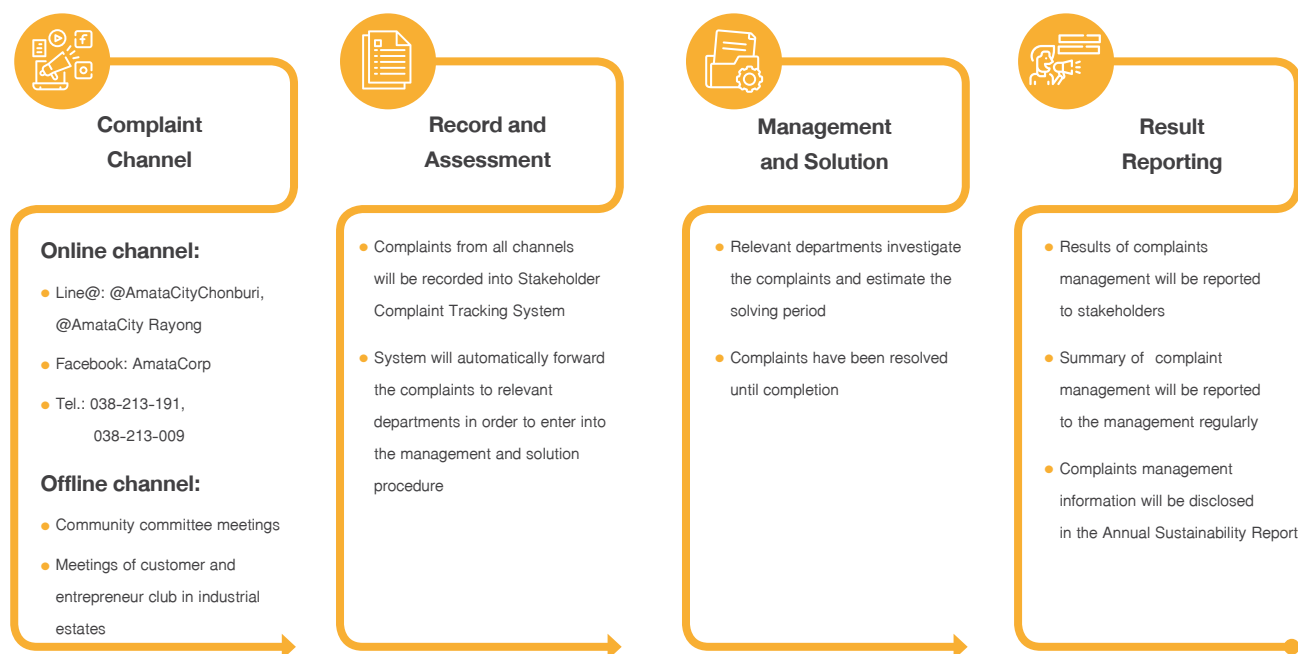 Complaint
Channel
Online channel:
Line@: @AmataCityChonburi,
@AmataCity Rayong
Facebook: AmataCorp
Tel.: 038-213-191,
038-213-009
Offline channel:
Community committee meetings
Meetings of customer and
entrepreneur club in industrial
estates
Record and
Assessment
Complaints from all channels
will be recorded into Stakeholder
Complaint Tracking System
System will automatically forward
the complaints to relevant
departments in order to enter into
the management and solution
procedure
Management
and Solution
Relevant departments investigate
the complaints and estimate the
solving period
Complaints have been resolved
until completion
Result
Reporting
Results of complaints
management will be reported
to stakeholders
Summary of complaint
management will be reported
to the management regularly
Complaints management
information will be disclosed
in the Annual Sustainability Report